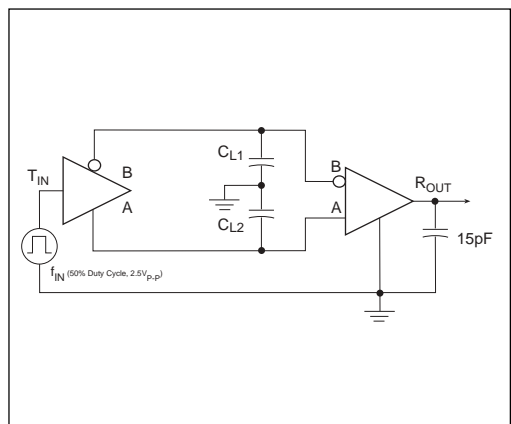 C_L1
B
B
T_IN
R_OUT
A
A
C_L2
15pF
f_IN (50% Duty Cycle, 2.5V_P-P)